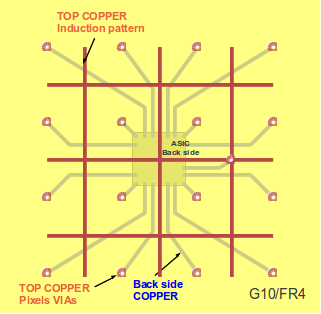 TOP COPPER
Induction pattern
ASIC
Back side
TOP COPPER
Pixels VIAs
Back side
COPPER
G10/FR4